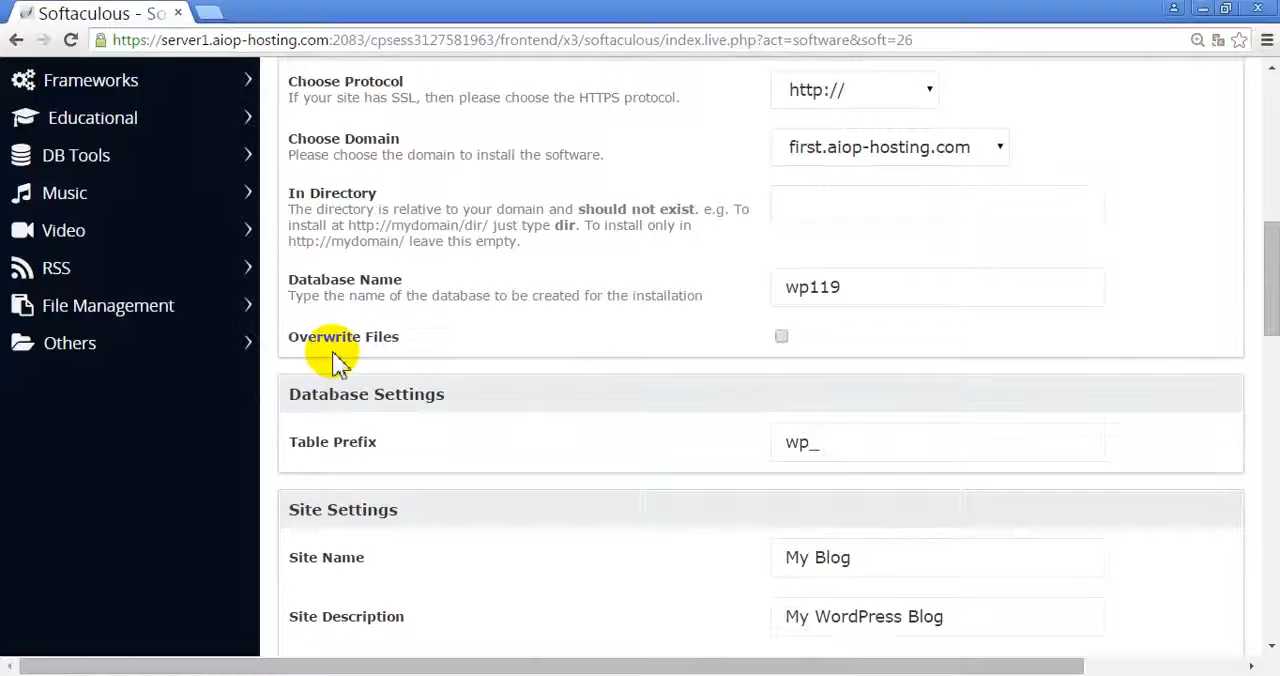 Softaculous - So
https://server1.aiop-hosting.com:2083/cpsess3127581963/frontend/x3/softaculous/index.live.php?act=software&soft=26
Frameworks
Educational
DB Tools
Music
Video
RSS
File Management
Others
Choose Protocol
If your site has SSL, then please choose the HTTPS protocol.
http://
Choose Domain
Please choose the domain to install the software.
first.aiop-hosting.com
In Directory
The directory is relative to your domain and should not exist. e.g. To
install at http://mydomain/dir/ just type dir. To install only in
http://mydomain/ leave this empty.
Database Name
Type the name of the database to be created for the installation
wp119
Overwrite Files
Database Settings
Table Prefix
wp_
Site Settings
Site Name
My Blog
Site Description
My WordPress Blog